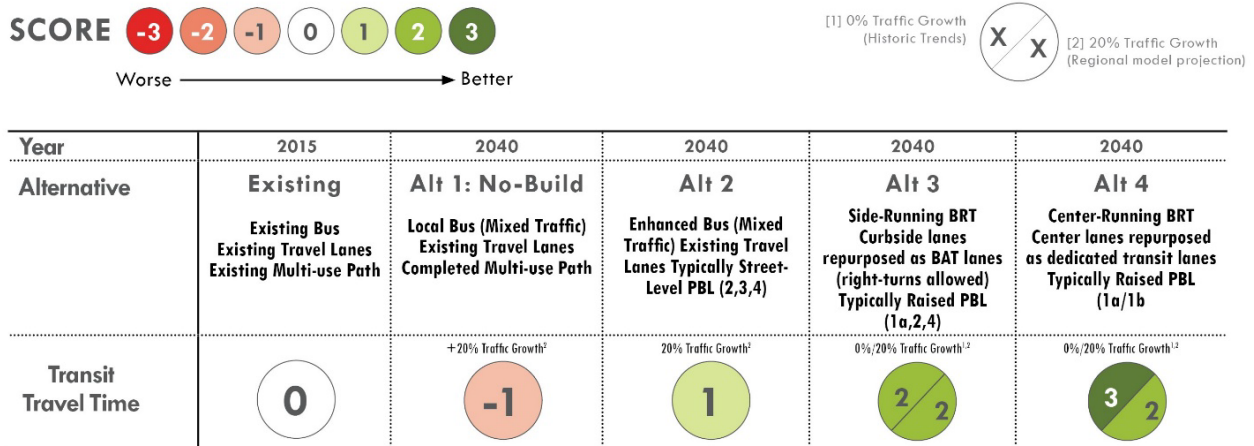 SCORE -3 -2 -1 0 1 2 3
Worse Better
[1] 0% Traffic Growth
(Historic Trends)
X X
[2] 20% Traffic Growth
(Regional model projection)
Year 2015 2040 2040 2040 2040
Alternative Existing Alt 1: No-Build Alt 2 Alt 3 Alt 4
Existing Bus
Existing Travel Lanes
Existing Multi-use Path
Local Bus (Mixed Traffic)
Existing Travel Lanes
Completed Multi-use Path
Enhanced Bus (Mixed
Traffic) Existing Travel
Lanes Typically Street-
Level PBL (2,3,4)
Side-Running BRT
Curbside lanes
repurposed as BAT lanes
(right-turns allowed)
Typically Raised PBL
(1a,2,4)
Center-Running BRT
Center lanes repurposed
as dedicated transit lanes
Typically Raised PBL
(1a/1b
Transit
Travel Time
0
+20% Traffic Growth²
-1
20% Traffic Growth²
1
0%/20% Traffic Growth¹,²
2 2
0%/20% Traffic Growth¹,²
3 2